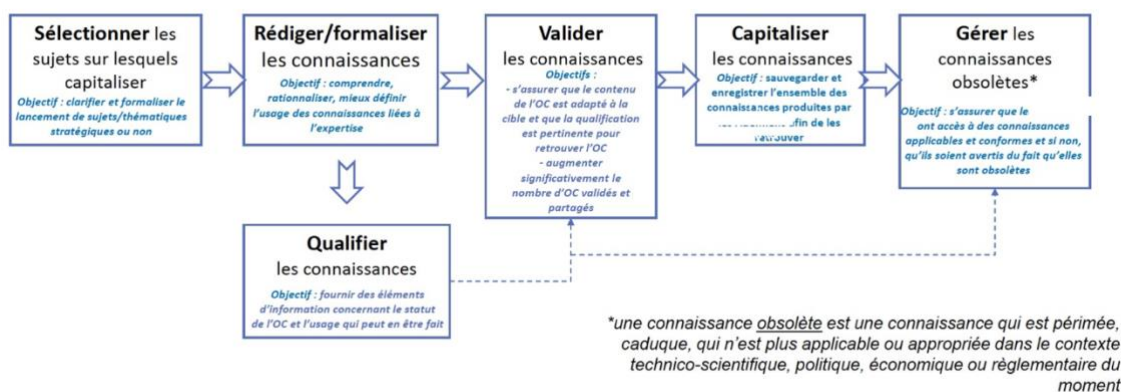 Sélectionner les
sujets sur lesquels
capitaliser
Objectif : clarifier et formaliser le
lancement de sujets/thématiques
stratégiques ou non
Rédiger/formaliser
les connaissances
Objectif : comprendre,
rationnaliser, mieux définir
l'usage des connaissances liées à
l'expertise
Valider
les connaissances
Objectifs :
- s'assurer que le contenu
de l'OC est adapté à la
cible et que la qualification
est pertinente pour
retrouver l'OC
- augmenter
significativement le
nombre d'OC validés et
partagés
Capitaliser
les connaissances
Objectif : sauvegarder et
enregistrer l'ensemble des
connaissances produites par
afin de les
retrouver
Gérer les
connaissances
obsolètes*
Objectif : s'assurer que le
ont accès à des connaissances
applicables et conformes et si non,
qu'ils soient avertis du fait qu'elles
sont obsolètes
Qualifier
les connaissances
Objectif : fournir des éléments
d'information concernant le statut
de l'OC et l'usage qui peut en être fait
*une connaissance obsolète est une connaissance qui est périmée,
caduque, qui n'est plus applicable ou appropriée dans le contexte
technico-scientifique, politique, économique ou règlementaire du
moment